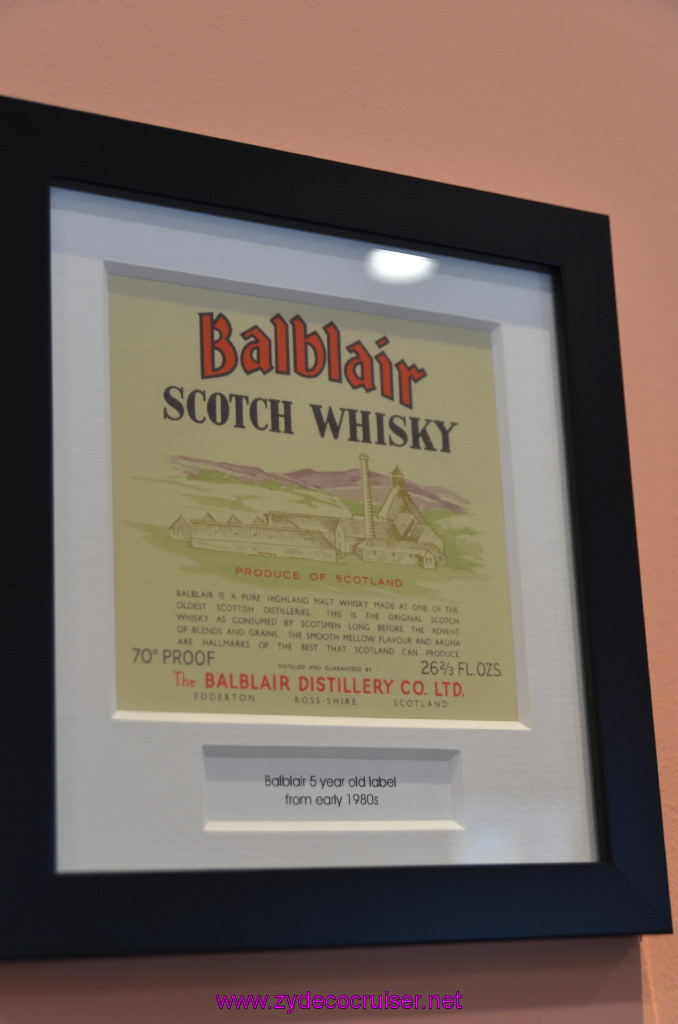 Balblair
SCOTCH WHISKY
PRODUCE OF SCOTLAND
BALBLAIR IS A PURE HIGHLAND MALT WHISKY MADE AT ONE OF THE
OLDEST SCOTTISH DISTILLERIES. THIS IS THE ORIGINAL SCOTCH
WHISKY AS CONSUMED BY SCOTSMEN LONG BEFORE THE ADVENT
OF BLENDS AND GRAINS. THE SMOOTH MELLOW FLAVOUR AND AROMA
ARE HALLMARKS OF THE BEST THAT SCOTLAND CAN PRODUCE
70° PROOF
DISTILLED AND GUARANTEED BY
26⅔ FL.OZS.
The BALBLAIR DISTILLERY CO. LTD.
EDDERTON ROSS-SHIRE SCOTLAND
Balblair 5 year old label
from early 1980s
www.zydecocruiser.net